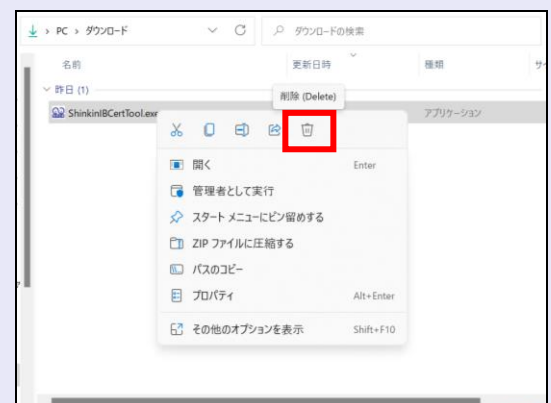 PC > ダウンロード
ダウンロードの検索
名前 更新日時 種類 サ
昨日 (1)
削除 (Delete)
ShinkinIBCertTool.exe アプリケーション
開く Enter
管理者として実行
スタート メニューにピン留めする
ZIP ファイルに圧縮する
パスのコピー
プロパティ Alt+Enter
その他のオプションを表示 Shift+F10